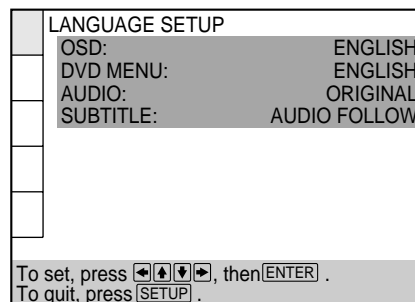 LANGUAGE SETUP
OSD: ENGLISH
DVD MENU: ENGLISH
AUDIO: ORIGINAL
SUBTITLE: AUDIO FOLLOW
To set, press ←↑↓→, then ENTER .
To quit, press SETUP .